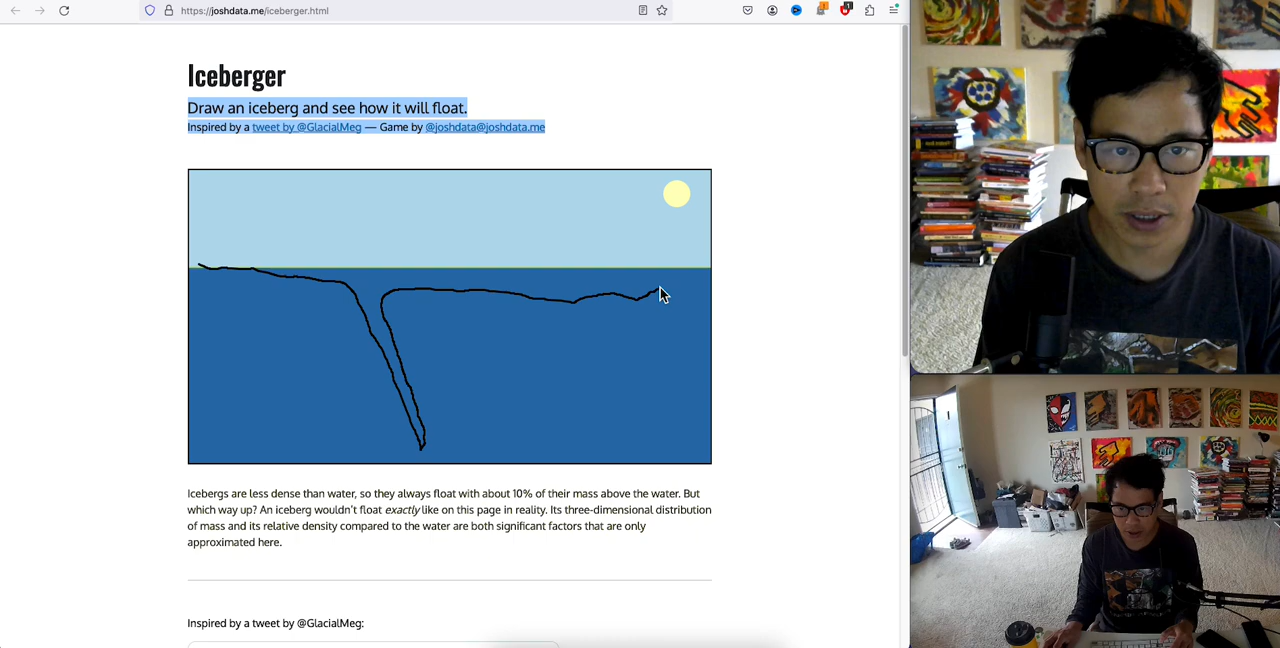 https://joshdata.me/iceberger.html
Iceberger
Draw an iceberg and see how it will float.
Inspired by a tweet by @GlacialMeg — Game by @joshdata@joshdata.me
Icebergs are less dense than water, so they always float with about 10% of their mass above the water. But
which way up? An iceberg wouldn't float exactly like on this page in reality. Its three-dimensional distribution
of mass and its relative density compared to the water are both significant factors that are only
approximated here.
Inspired by a tweet by @GlacialMeg: